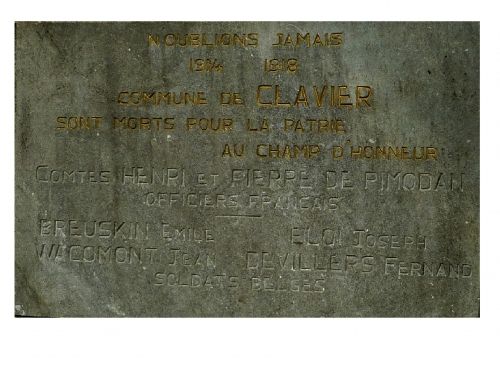 N'OUBLIONS JAMAIS
1914 1918
COMMUNE DE CLAVIER
SONT MORTS POUR LA PATRIE
AU CHAMP D'HONNEUR
COMTES HENRI ET PIERRE DE PIMODAN
OFFICIERS FRANCAIS
BREUSKIN EMILE ELOI JOSEPH
WACOMONT JEAN DEVILLERS FERNAND
SOLDATS BELGES